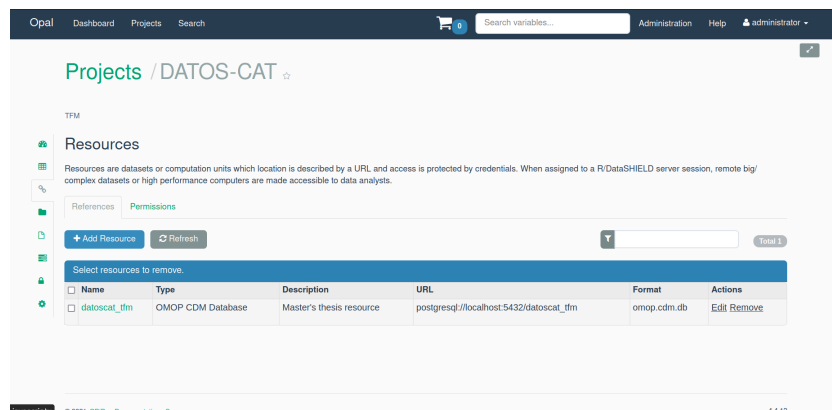 Opal Dashboard Projects Search 0 Search variables... Administration Help administrator
Projects / DATOS-CAT
TFM
Resources
Resources are datasets or computation units which location is described by a URL and access is protected by credentials. When assigned to a R/DataSHIELD server session, remote big/
complex datasets or high performance computers are made accessible to data analysts.
References Permissions
Add Resource Refresh Total 1
Select resources to remove.
Name Type Description URL Format Actions
datoscat_tfm OMOP CDM Database Master's thesis resource postgresql://localhost:5432/datoscat_tfm omop.cdm.db Edit Remove